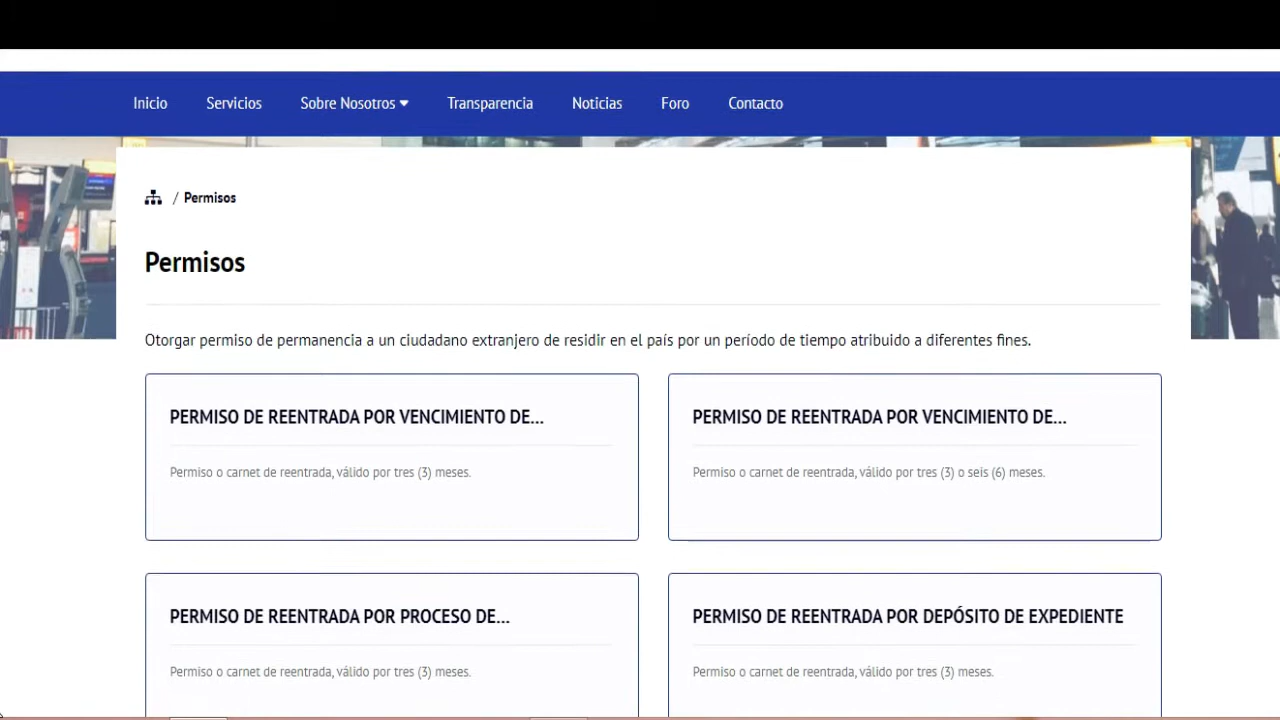 Inicio Servicios Sobre Nosotros Transparencia Noticias Foro Contacto
/ Permisos
Permisos
Otorgar permiso de permanencia a un ciudadano extranjero de residir en el país por un período de tiempo atribuido a diferentes fines.
PERMISO DE REENTRADA POR VENCIMIENTO DE...
Permiso o carnet de reentrada, válido por tres (3) meses.
PERMISO DE REENTRADA POR VENCIMIENTO DE...
Permiso o carnet de reentrada, válido por tres (3) o seis (6) meses.
PERMISO DE REENTRADA POR PROCESO DE...
Permiso o carnet de reentrada, válido por tres (3) meses.
PERMISO DE REENTRADA POR DEPÓSITO DE EXPEDIENTE
Permiso o carnet de reentrada, válido por tres (3) meses.